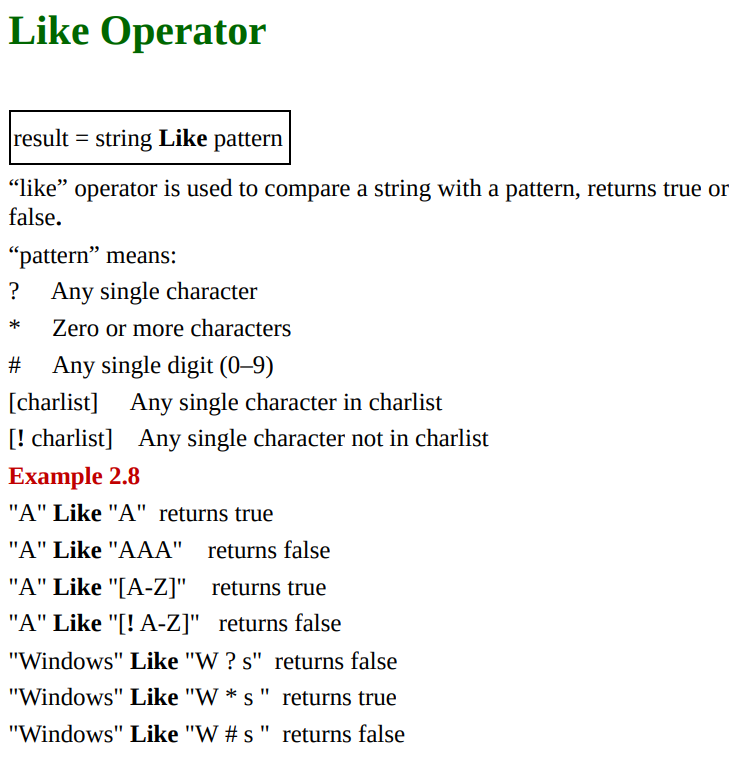 Like Operator
result = string Like pattern
“like” operator is used to compare a string with a pattern, returns true or
false.
“pattern” means:
? Any single character
* Zero or more characters
# Any single digit (0–9)
[charlist] Any single character in charlist
[! charlist] Any single character not in charlist
Example 2.8
"A" Like "A" returns true
"A" Like "AAA" returns false
"A" Like "[A-Z]" returns true
"A" Like "[! A-Z]" returns false
"Windows" Like "W ? s" returns false
"Windows" Like "W * s " returns true
"Windows" Like "W # s " returns false